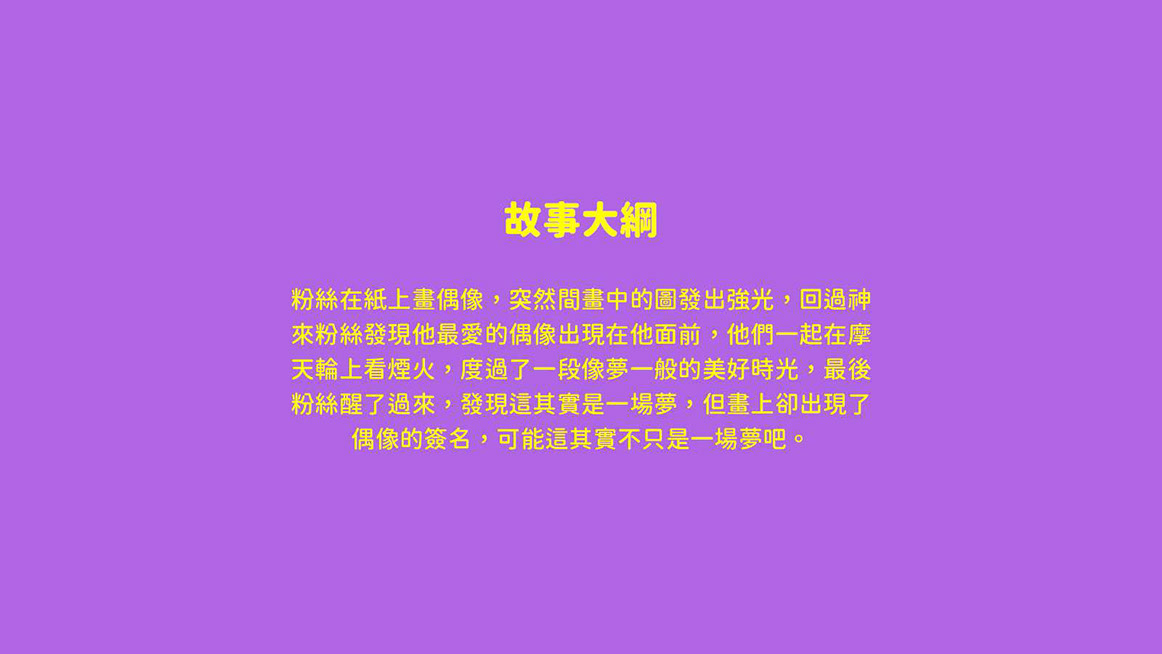 故事大綱
粉絲在紙上畫偶像，突然間畫中的圖發出強光，回過神
來粉絲發現他最愛的偶像出現在他面前，他們一起在摩
天輪上看煙火，度過了一段像夢一般的美好時光，最後
粉絲醒了過來，發現這其實是一場夢，但畫上卻出現了
偶像的簽名，可能這其實不只是一場夢吧。